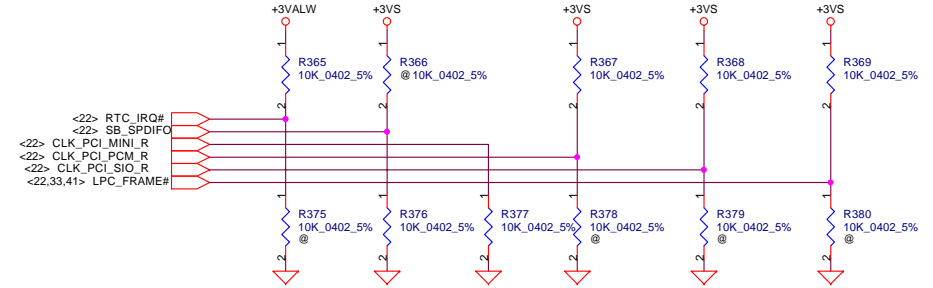 +3VALW +3VS +3VS +3VS +3VS
1 1 1 1 1
R365 R366 R367 R368 R369
10K_0402_5% @ 10K_0402_5% 10K_0402_5% 10K_0402_5% 10K_0402_5%
2 2 2 2 2
<22> RTC_IRQ#
<22> SB_SPDIFO
<22> CLK_PCI_MINI_R
<22> CLK_PCI_PCM_R
<22> CLK_PCI_SIO_R
<22,33,41> LPC_FRAME#
1 1 1 1 1 1
R375 R376 R377 R378 R379 R380
10K_0402_5% 10K_0402_5% 10K_0402_5% 10K_0402_5% 10K_0402_5% 10K_0402_5%
@ @ @ @
2 2 2 2 2 2